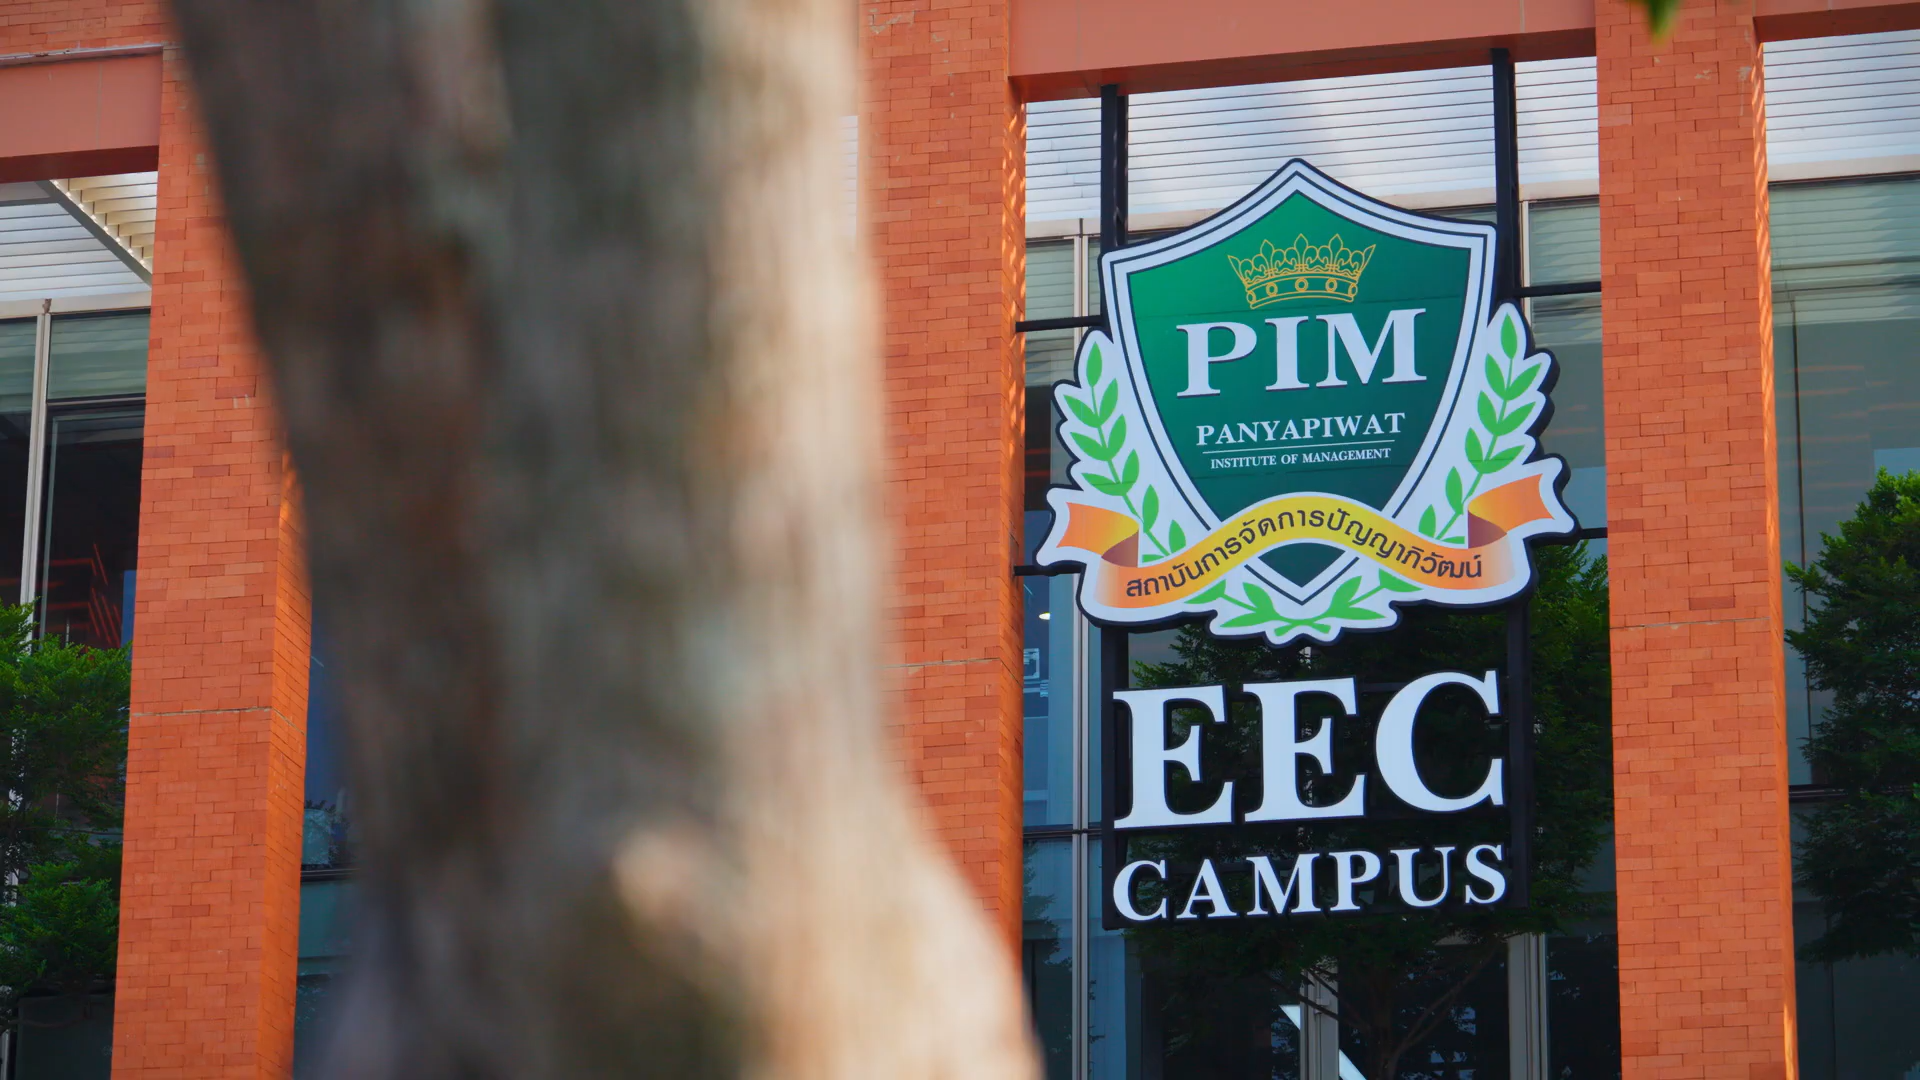 PIM
PANYAPIWAT
INSTITUTE OF MANAGEMENT
สถาบันการจัดการปัญญาภิวัฒน์
EEC
CAMPUS